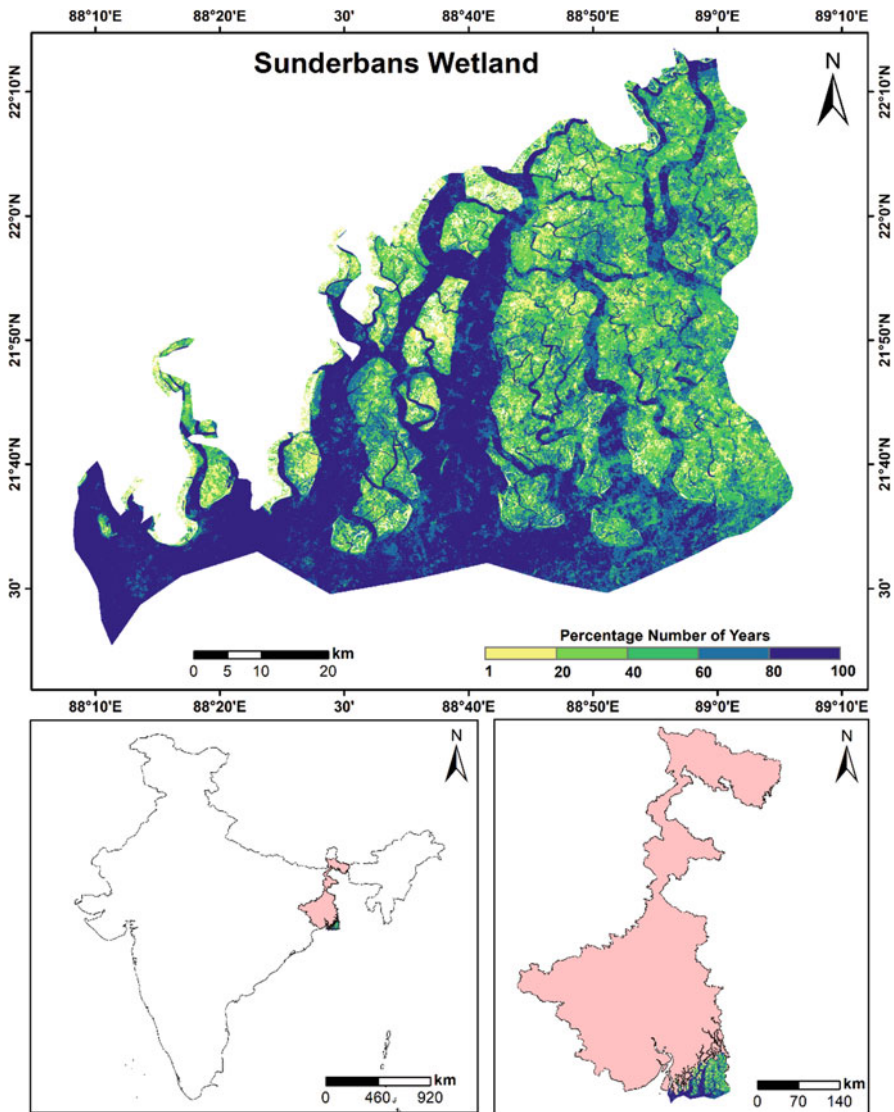 88°10'E 88°20'E 30' 88°40'E 88°50'E 89°0'E 89°10'E
Sunderbans Wetland
N
22°10'N 22°10'N
22°0'N 22°0'N
21°50'N 21°50'N
21°40'N 21°40'N
30' 30'
km
0 5 10 20
Percentage Number of Years
1 20 40 60 80 100
88°10'E 88°20'E 30' 88°40'E 88°50'E 89°0'E 89°10'E
N
km
0 460 920
N
km
0 70 140